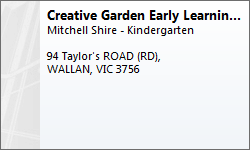 Creative Garden Early Learnin...
Mitchell Shire - Kindergarten
94 Taylor's ROAD (RD),
WALLAN, VIC 3756